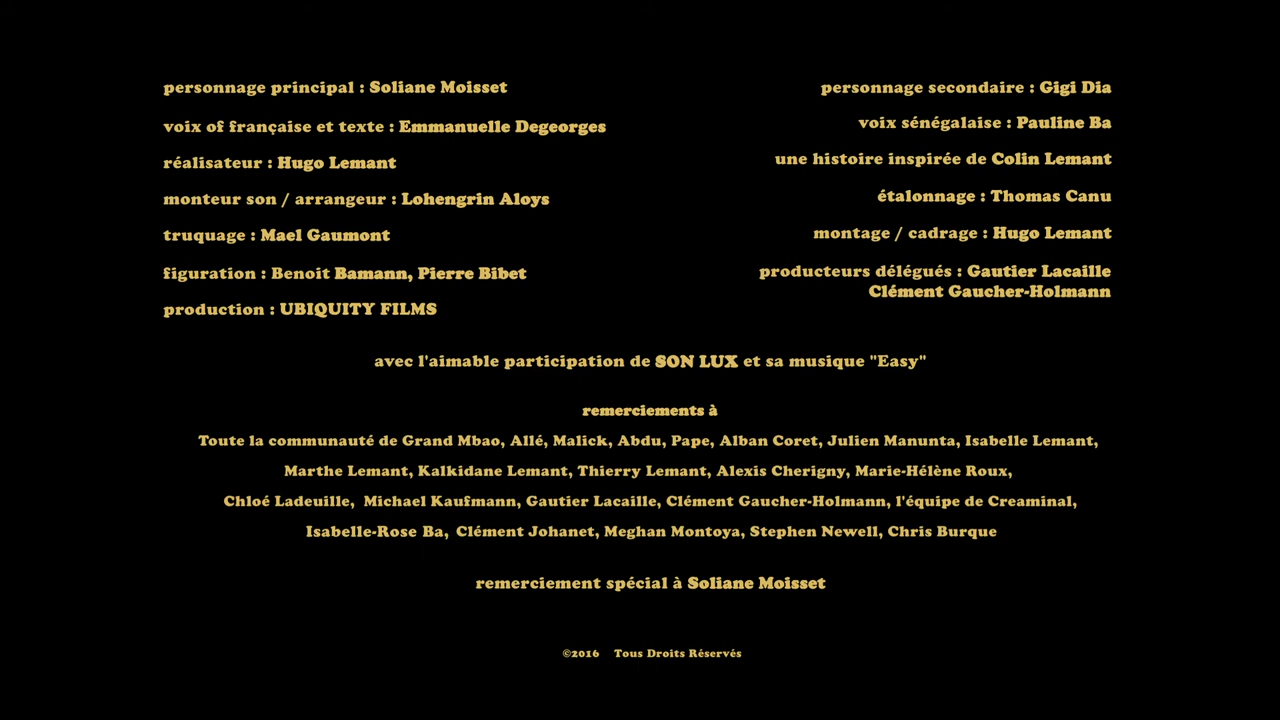 personnage principal : Soliane Moisset
voix of française et texte : Emmanuelle Degeorges
réalisateur : Hugo Lemant
monteur son / arrangeur : Lohengrin Aloys
truquage : Mael Gaumont
figuration : Benoit Bamann, Pierre Bibet
production : UBIQUITY FILMS
personnage secondaire : Gigi Dia
voix sénégalaise : Pauline Ba
une histoire inspirée de Colin Lemant
étalonnage : Thomas Canu
montage / cadrage : Hugo Lemant
producteurs délégués : Gautier Lacaille
Clément Gaucher-Holmann
avec l'aimable participation de SON LUX et sa musique "Easy"
remerciements à
Toute la communauté de Grand Mbao, Allé, Malick, Abdu, Pape, Alban Coret, Julien Manunta, Isabelle Lemant,
Marthe Lemant, Kalkidane Lemant, Thierry Lemant, Alexis Cherigny, Marie-Hélène Roux,
Chloé Ladeuille, Michael Kaufmann, Gautier Lacaille, Clément Gaucher-Holmann, l'équipe de Creaminal,
Isabelle-Rose Ba, Clément Johanet, Meghan Montoya, Stephen Newell, Chris Burque
remerciement spécial à Soliane Moisset
©2016 Tous Droits Réservés